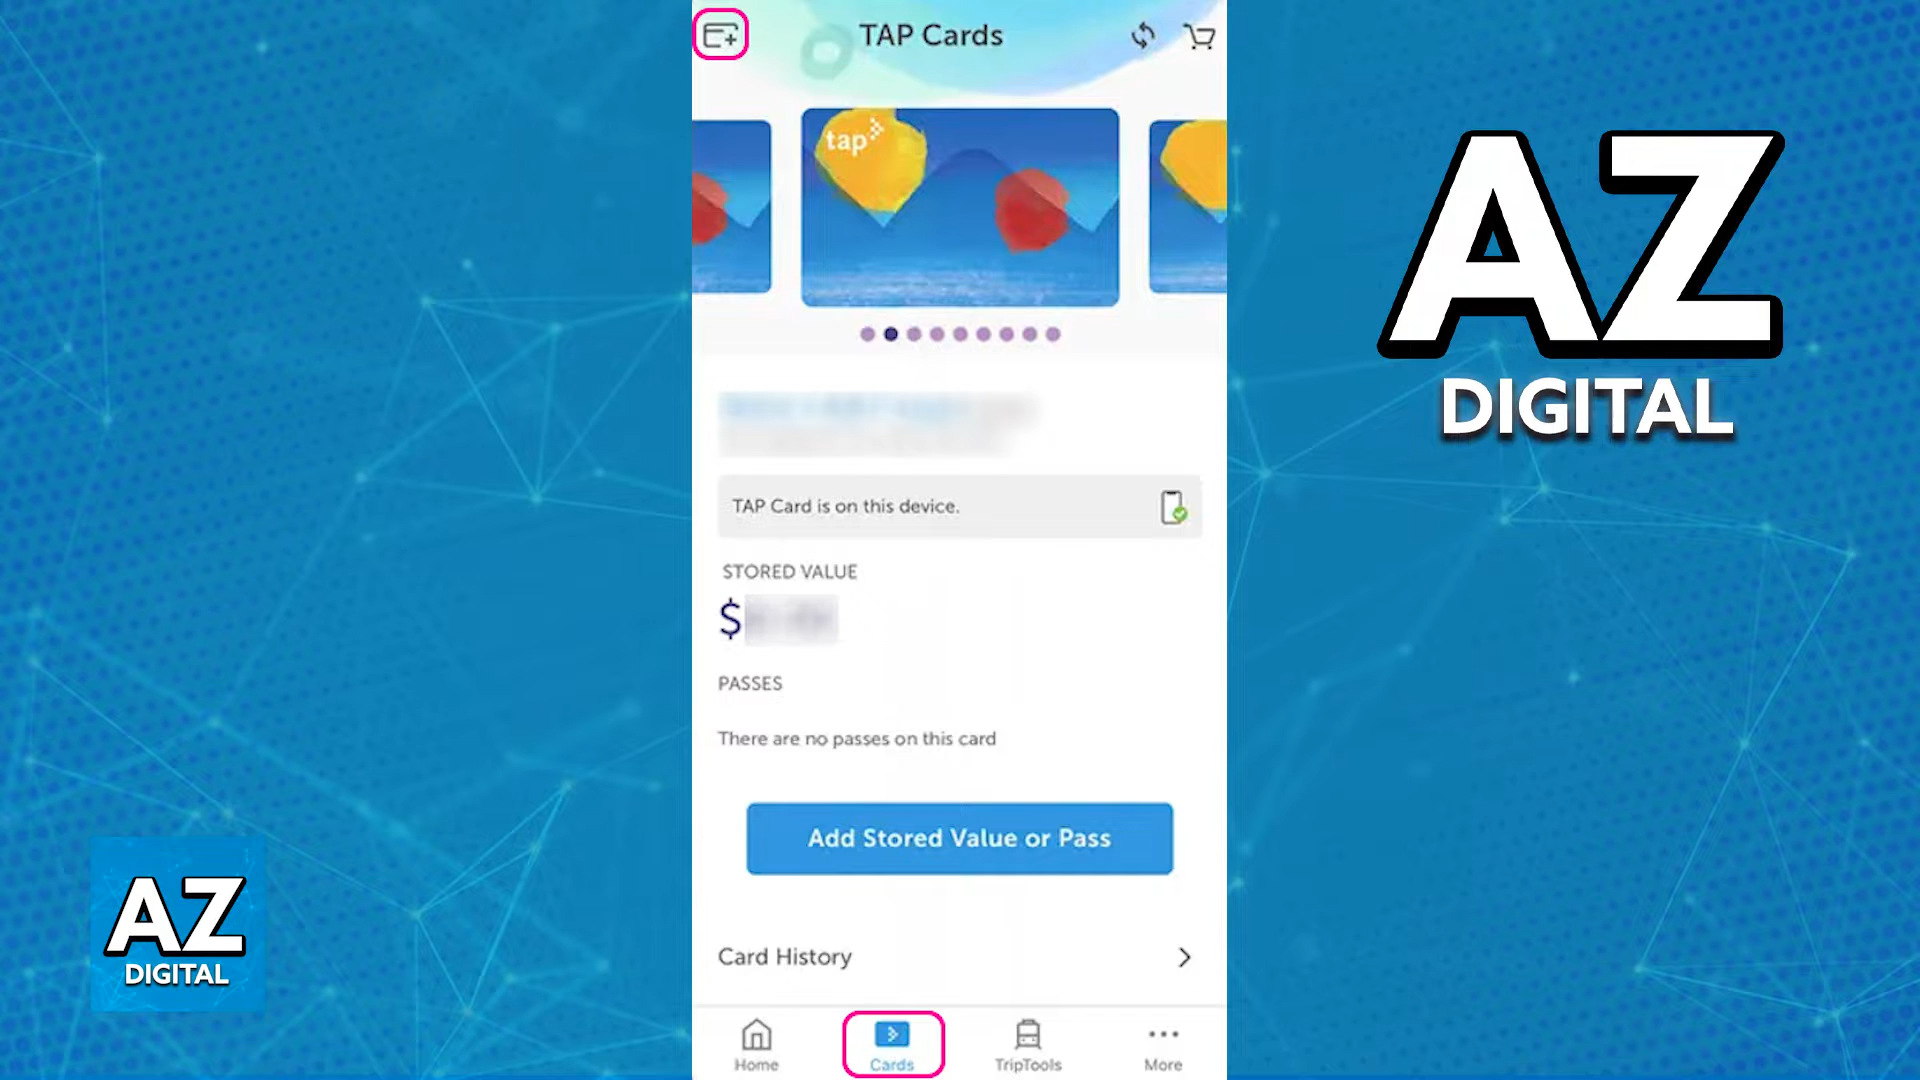 TAP Cards
tap
TAP Card is on this device.
STORED VALUE
$
PASSES
There are no passes on this card
Add Stored Value or Pass
Card History
Home
Cards
TripTools
More
AZ
DIGITAL
AZ
DIGITAL